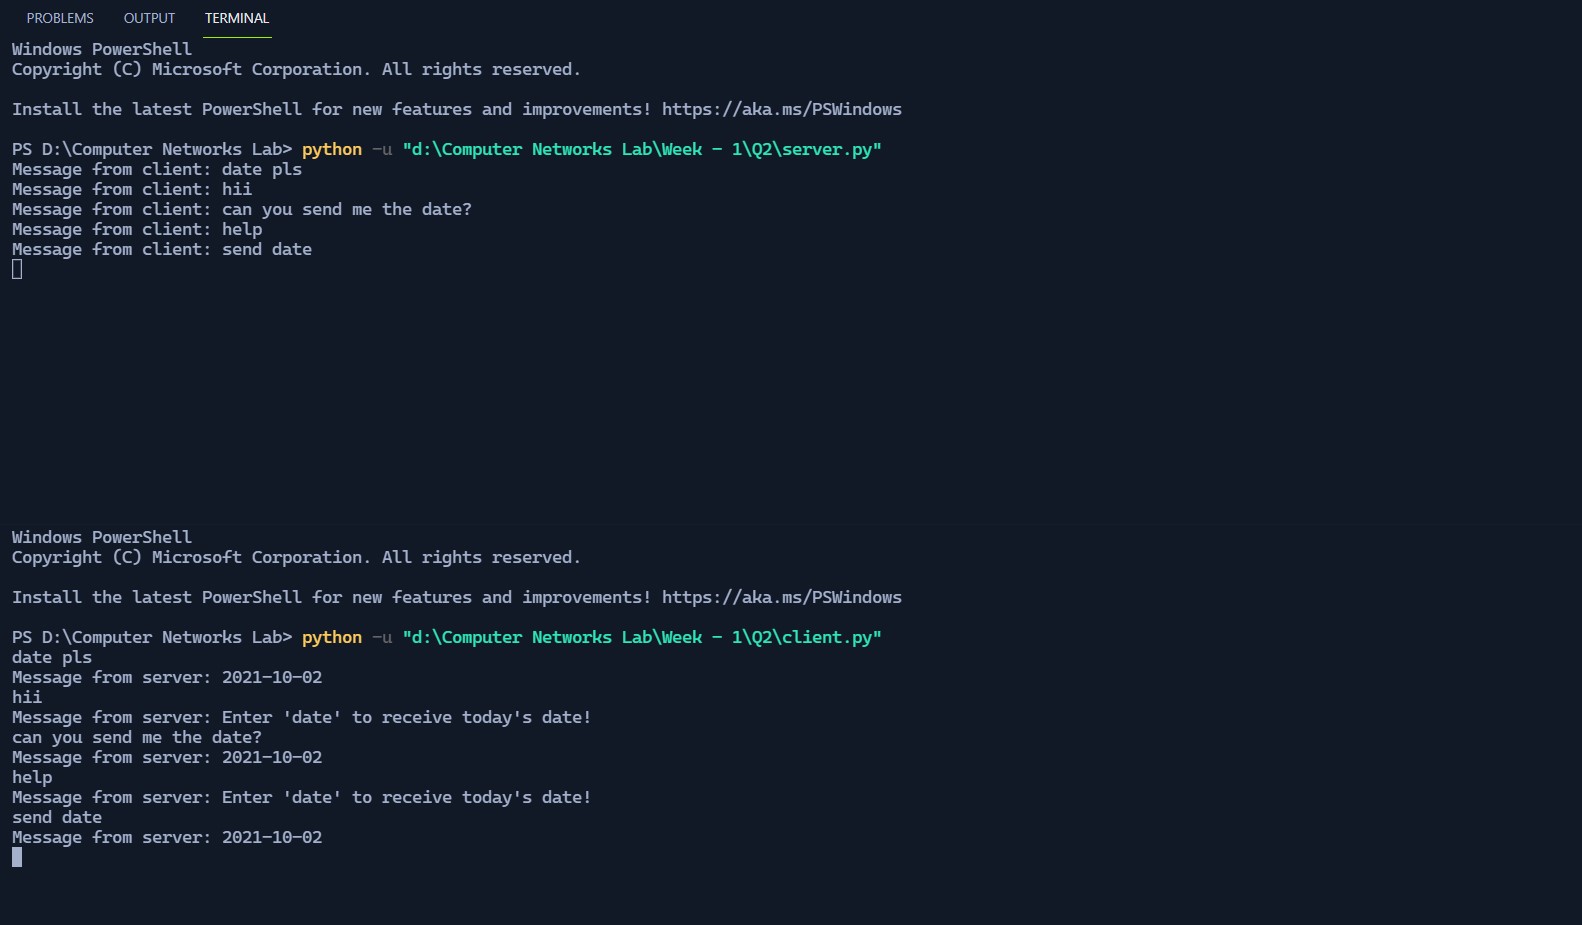 PROBLEMS OUTPUT TERMINAL
Windows PowerShell
Copyright (C) Microsoft Corporation. All rights reserved.
Install the latest PowerShell for new features and improvements! https://aka.ms/PSWindows
PS D:\Computer Networks Lab> python -u "d:\Computer Networks Lab\Week - 1\Q2\server.py"
Message from client: date pls
Message from client: hii
Message from client: can you send me the date?
Message from client: help
Message from client: send date
Windows PowerShell
Copyright (C) Microsoft Corporation. All rights reserved.
Install the latest PowerShell for new features and improvements! https://aka.ms/PSWindows
PS D:\Computer Networks Lab> python -u "d:\Computer Networks Lab\Week - 1\Q2\client.py"
date pls
Message from server: 2021-10-02
hii
Message from server: Enter 'date' to receive today's date!
can you send me the date?
Message from server: 2021-10-02
help
Message from server: Enter 'date' to receive today's date!
send date
Message from server: 2021-10-02